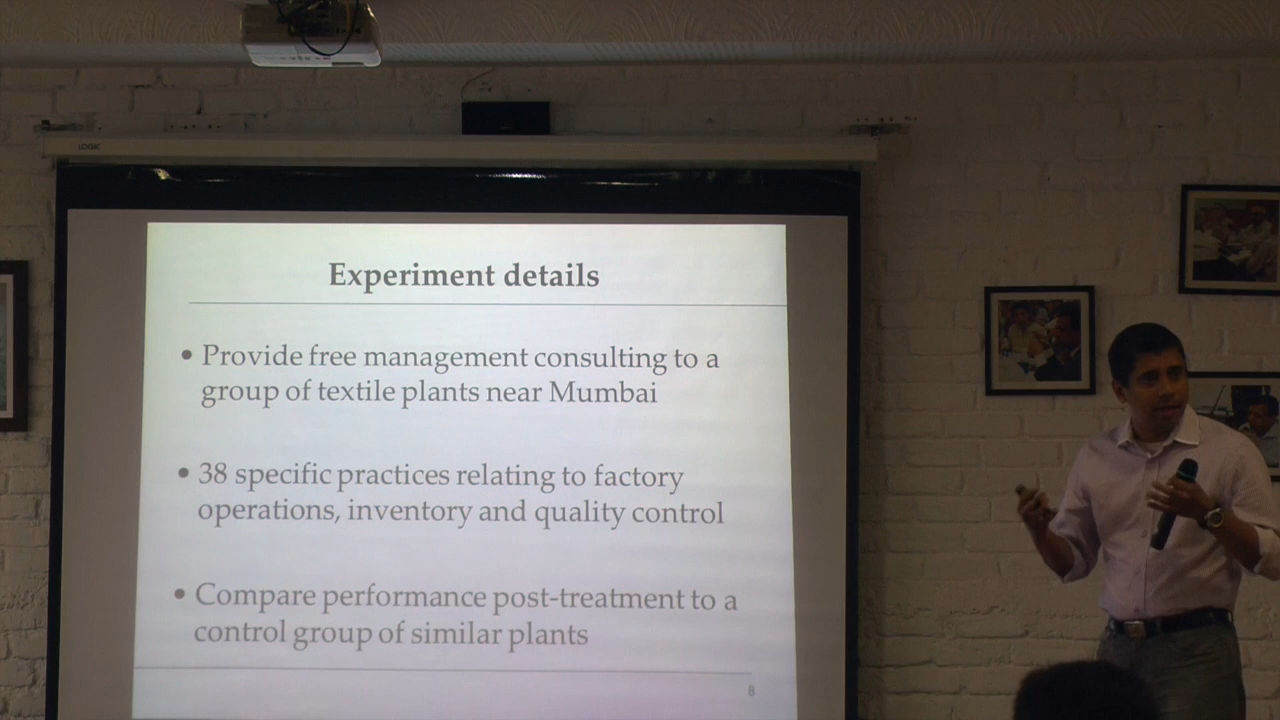 LOGIK
Experiment details
• Provide free management consulting to a
group of textile plants near Mumbai
• 38 specific practices relating to factory
operations, inventory and quality control
• Compare performance post-treatment to a
control group of similar plants
8